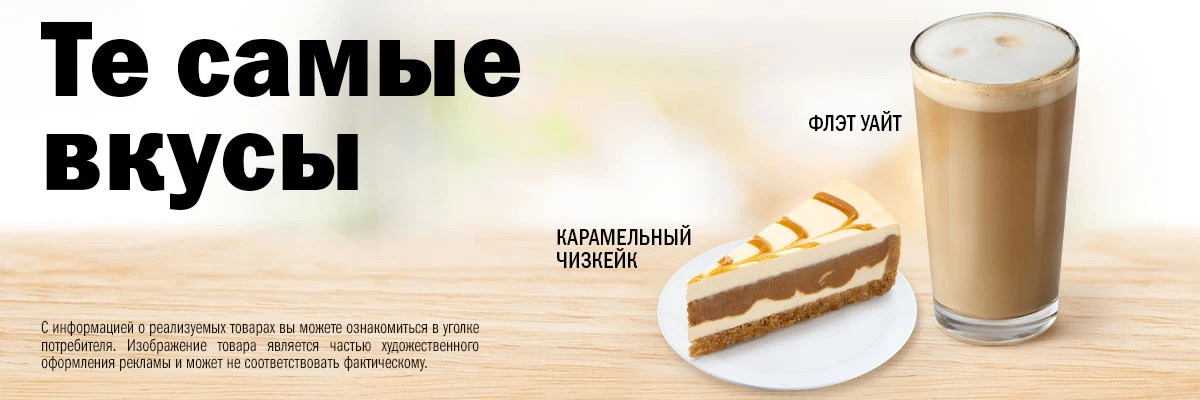 Те самые
вкусы
ФЛЭТ УАЙТ
КАРАМЕЛЬНЫЙ
ЧИЗКЕЙК
С информацией о реализуемых товарах вы можете ознакомиться в уголке
потребителя. Изображение товара является частью художественного
оформления рекламы и может не соответствовать фактическому.